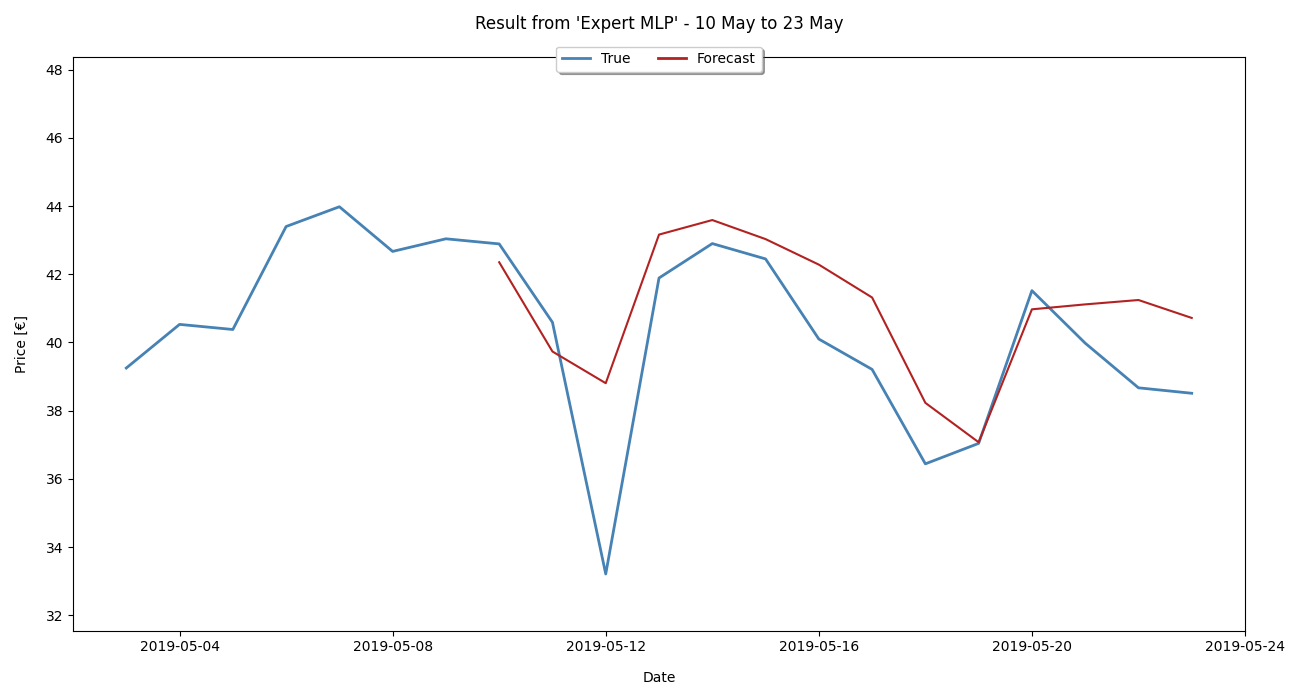 Result from 'Expert MLP' - 10 May to 23 May
True Forecast
48
46
44
42
40
38
36
34
32
Price [€]
2019-05-04 2019-05-08 2019-05-12 2019-05-16 2019-05-20 2019-05-24
Date